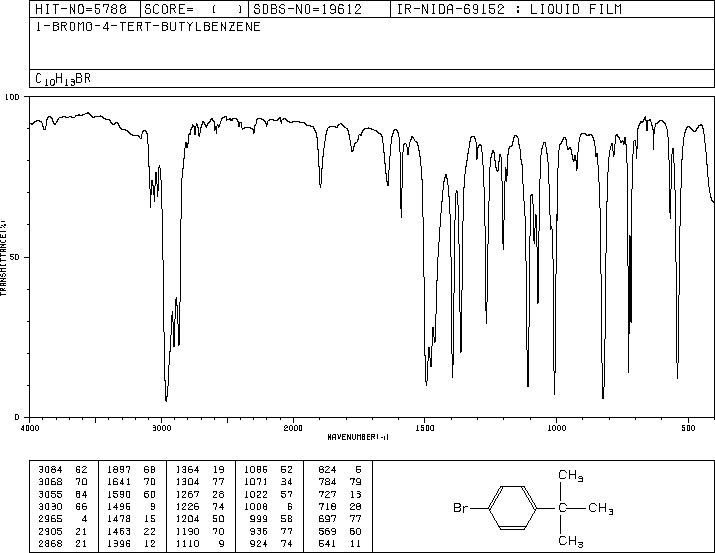 HIT-NO=5788 SCORE= ( ) SDBS-NO=19612 IR-NIDA-69152 : LIQUID FILM
1-BROMO-4-TERT-BUTYLBENZENE
C10H13BR
100
TRANSMITTANCE(%)
50
0
4000 3000 2000 1500 1000 500
WAVENUMBER(-1)
3084 62 1897 68 1364 19 1086 52 824 5
3068 70 1641 70 1304 77 1071 34 784 79
3055 84 1590 60 1267 28 1022 57 727 13
3030 66 1496 9 1226 74 1008 6 718 28
2965 4 1478 15 1204 50 999 58 697 77
2905 21 1463 22 1190 70 936 77 569 60
2868 21 1396 12 1110 9 924 74 541 11
CH3
Br C CH3
CH3